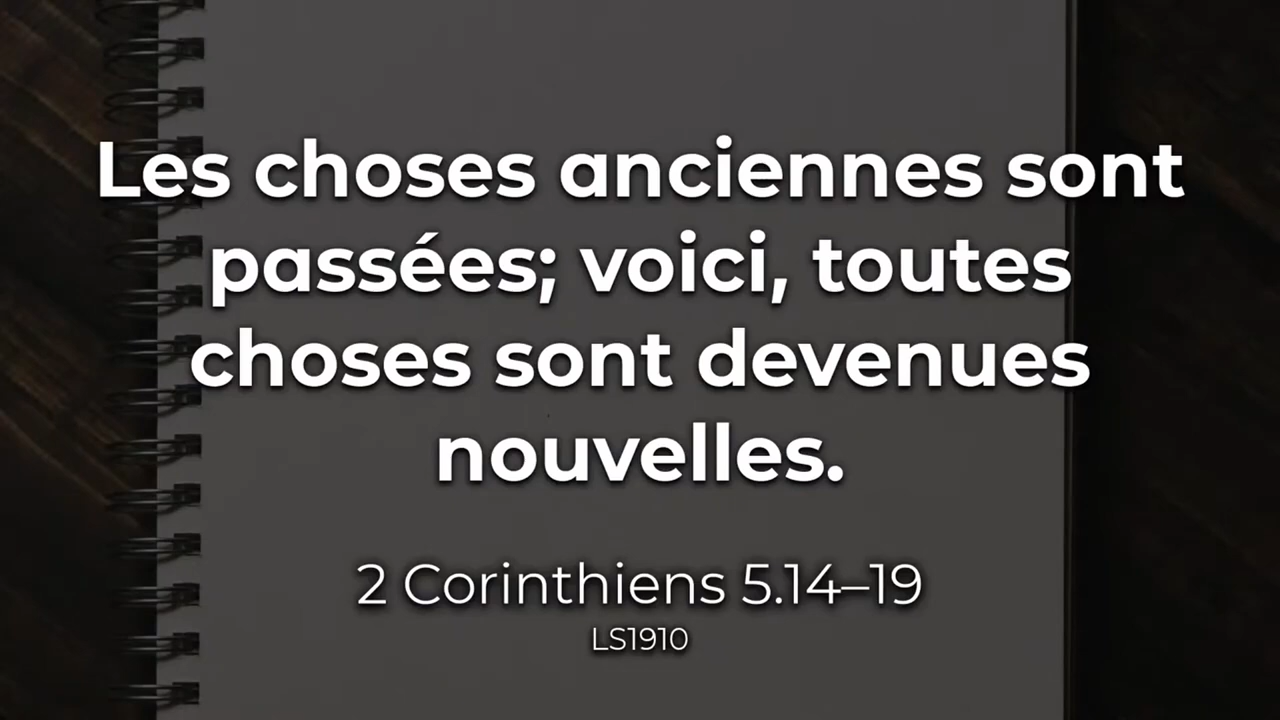 Les choses anciennes sont
passées; voici, toutes
choses sont devenues
nouvelles.
2 Corinthiens 5.14–19
LS1910